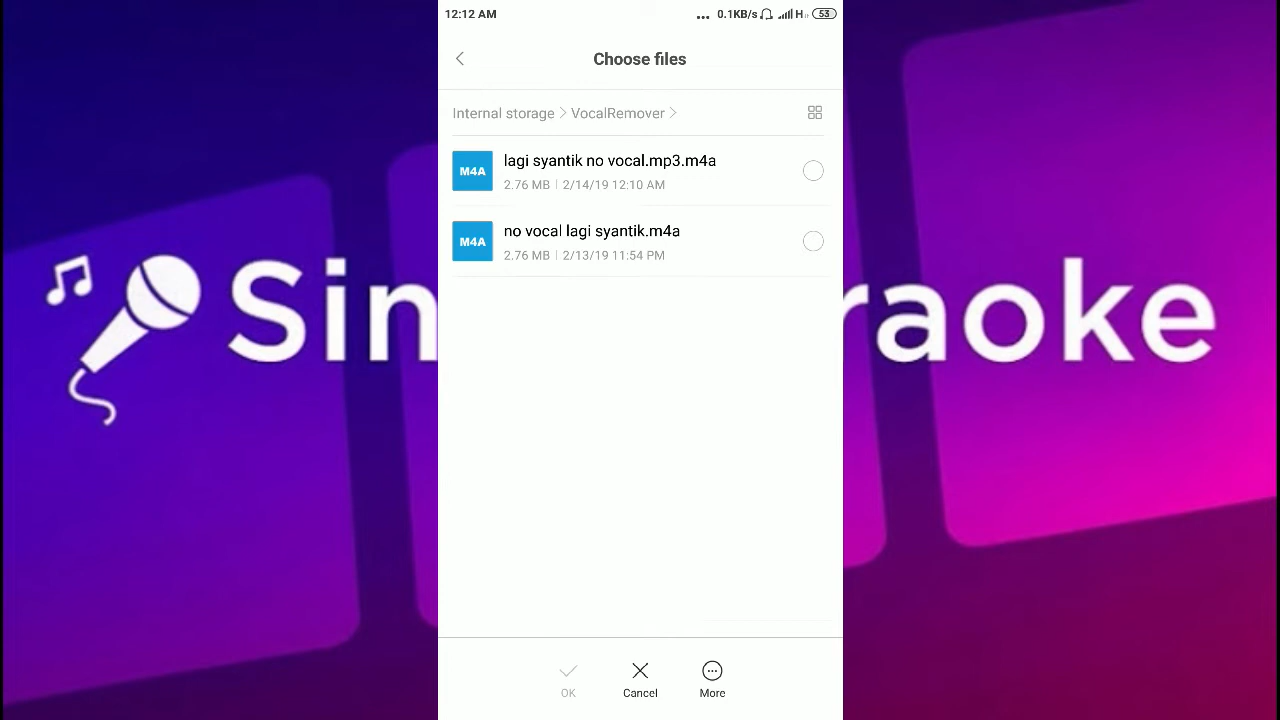 12:12 AM
... 0.1KB/s H 53
Choose files
Internal storage > VocalRemover >
M4A
lagi syantik no vocal.mp3.m4a
2.76 MB | 2/14/19 12:10 AM
M4A
no vocal lagi syantik.m4a
2.76 MB | 2/13/19 11:54 PM
Sin
raoke
OK
Cancel
More